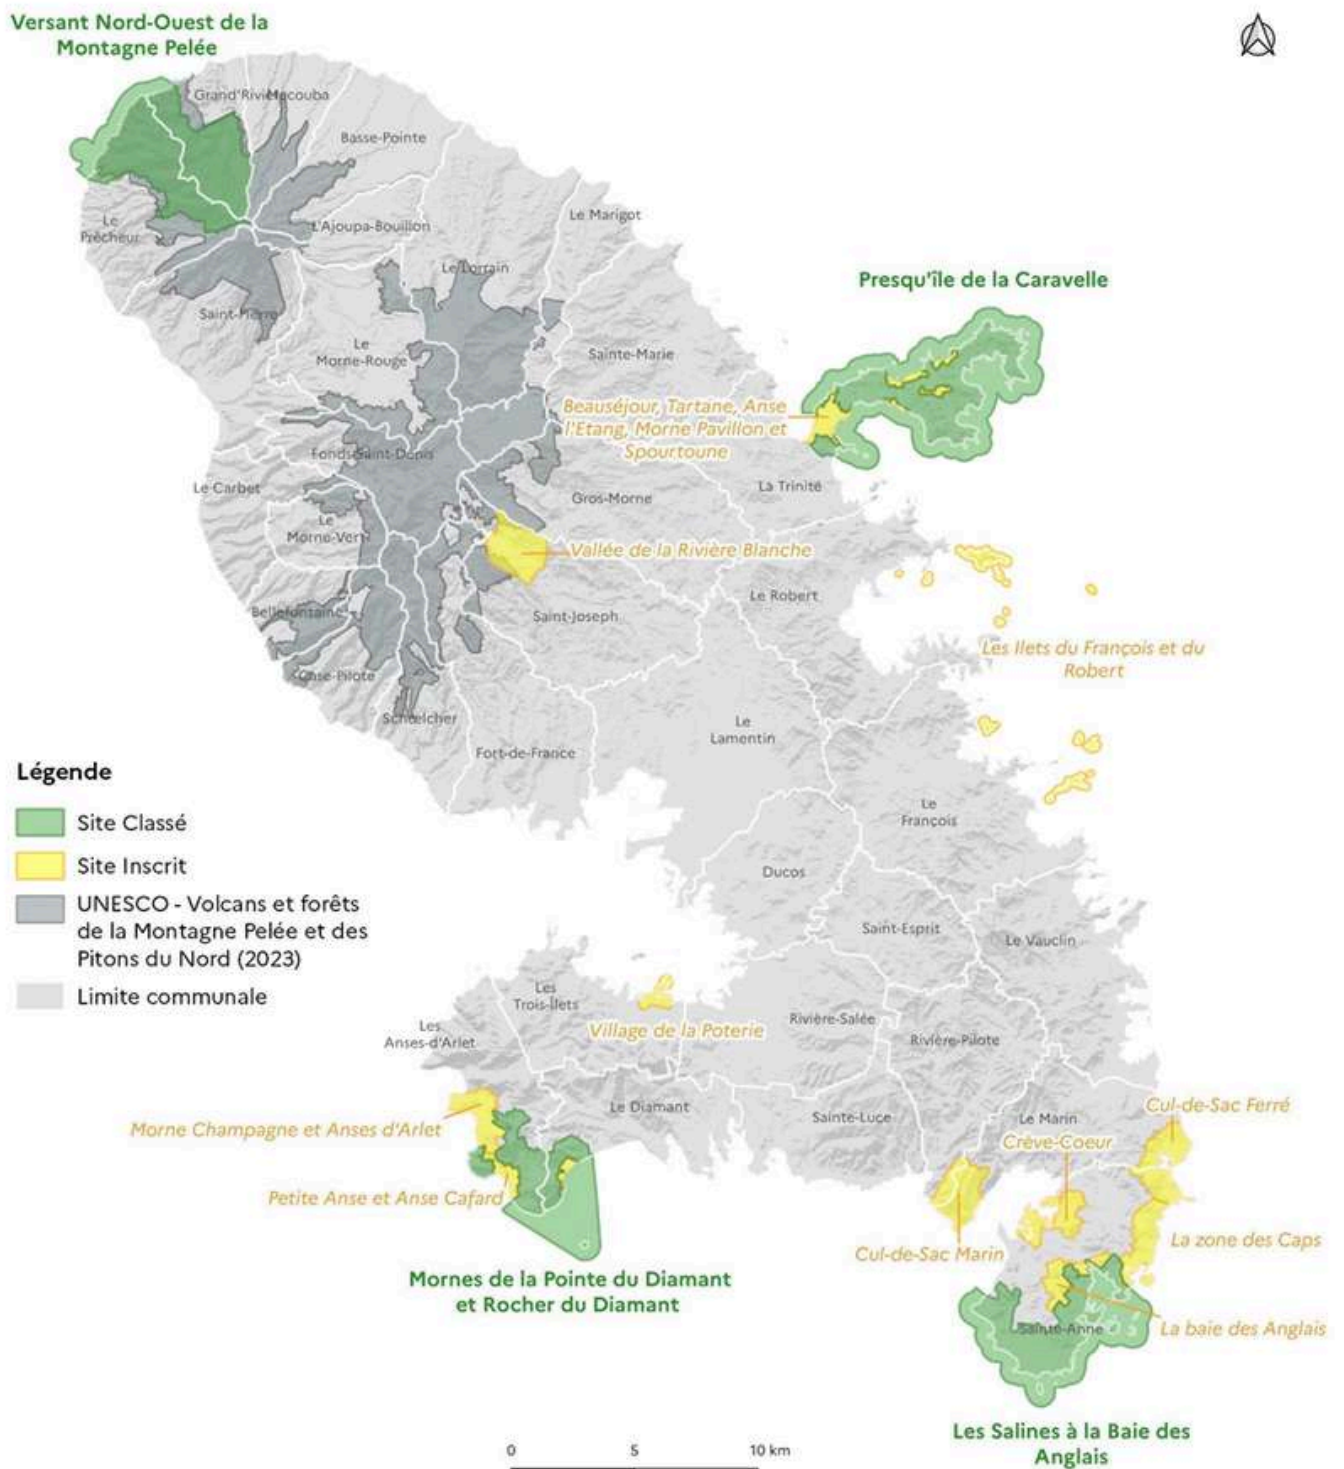 Versant Nord-Ouest de la
Montagne Pelée
Grand'Rivière
Macouba
Basse-Pointe
Le Marigot
Le
Prêcheur
L'Ajoupa-Bouillon
Le Lorrain
Presqu'île de la Caravelle
Saint-Pierre
Le
Morne-Rouge
Sainte-Marie
Beauséjour, Tartane, Anse
l'Etang, Morne Pavillon et
Spourtoune
Fonds-Saint-Denis
Le Carbet
Gros-Morne
La Trinité
Le
Morne-Vert
Vallée de la Rivière Blanche
Bellefontaine
Saint-Joseph
Le Robert
Les Ilets du François et du
Robert
Case-Pilote
Schœlcher
Fort-de-France
Le
Lamentin
Légende
Site Classé
Site Inscrit
UNESCO - Volcans et forêts
de la Montagne Pelée et des
Pitons du Nord (2023)
Limite communale
Le
François
Ducos
Saint-Esprit
Le Vauclin
Les
Trois-Îlets
Village de la Poterie
Rivière-Salée
Rivière-Pilote
Les
Anses-d'Arlet
Le Diamant
Sainte-Luce
Le Marin
Cul-de-Sac Ferré
Morne Champagne et Anses d'Arlet
Crève-Coeur
Petite Anse et Anse Cafard
Cul-de-Sac Marin
La zone des Caps
Mornes de la Pointe du Diamant
et Rocher du Diamant
Sainte-Anne
La baie des Anglais
Les Salines à la Baie des
Anglais
0 5 10 km